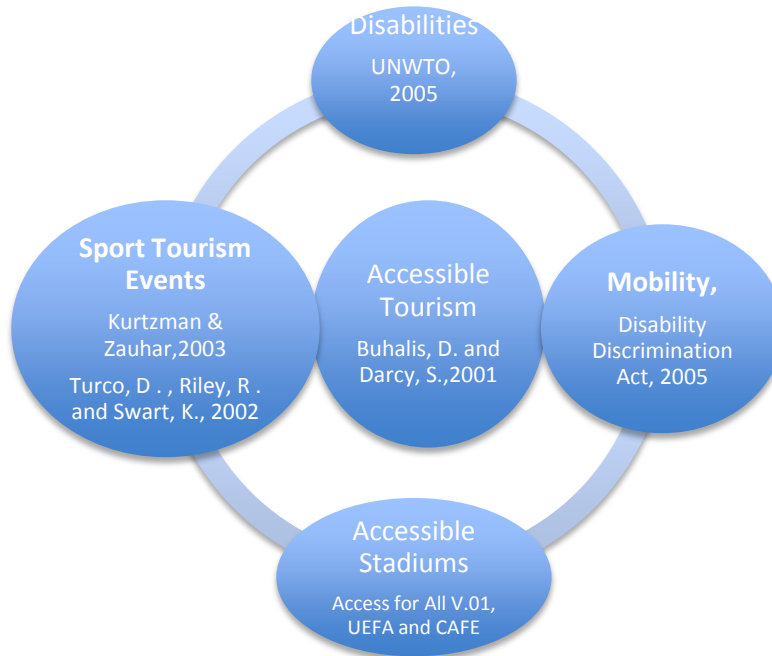 Disabilities
UNWTO,
2005
Sport Tourism
Events
Kurtzman &
Zauhar,2003
Turco, D . , Riley, R .
and Swart, K., 2002
Accessible
Tourism
Buhalis, D. and
Darcy, S.,2001
Mobility,
Disability
Discrimination
Act, 2005
Accessible
Stadiums
Access for All V.01,
UEFA and CAFE